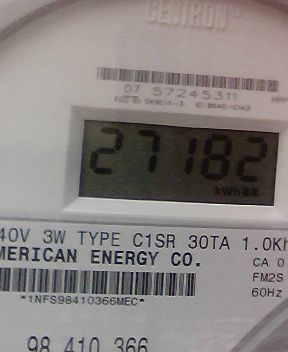 CENTRON®
07 57245311
27182
kWh
40V 3W TYPE C1SR 30TA 1.0Kh
MERICAN ENERGY CO.
CA 0
FM2S
60Hz
*1NFS98410366MEC*
98 410 366